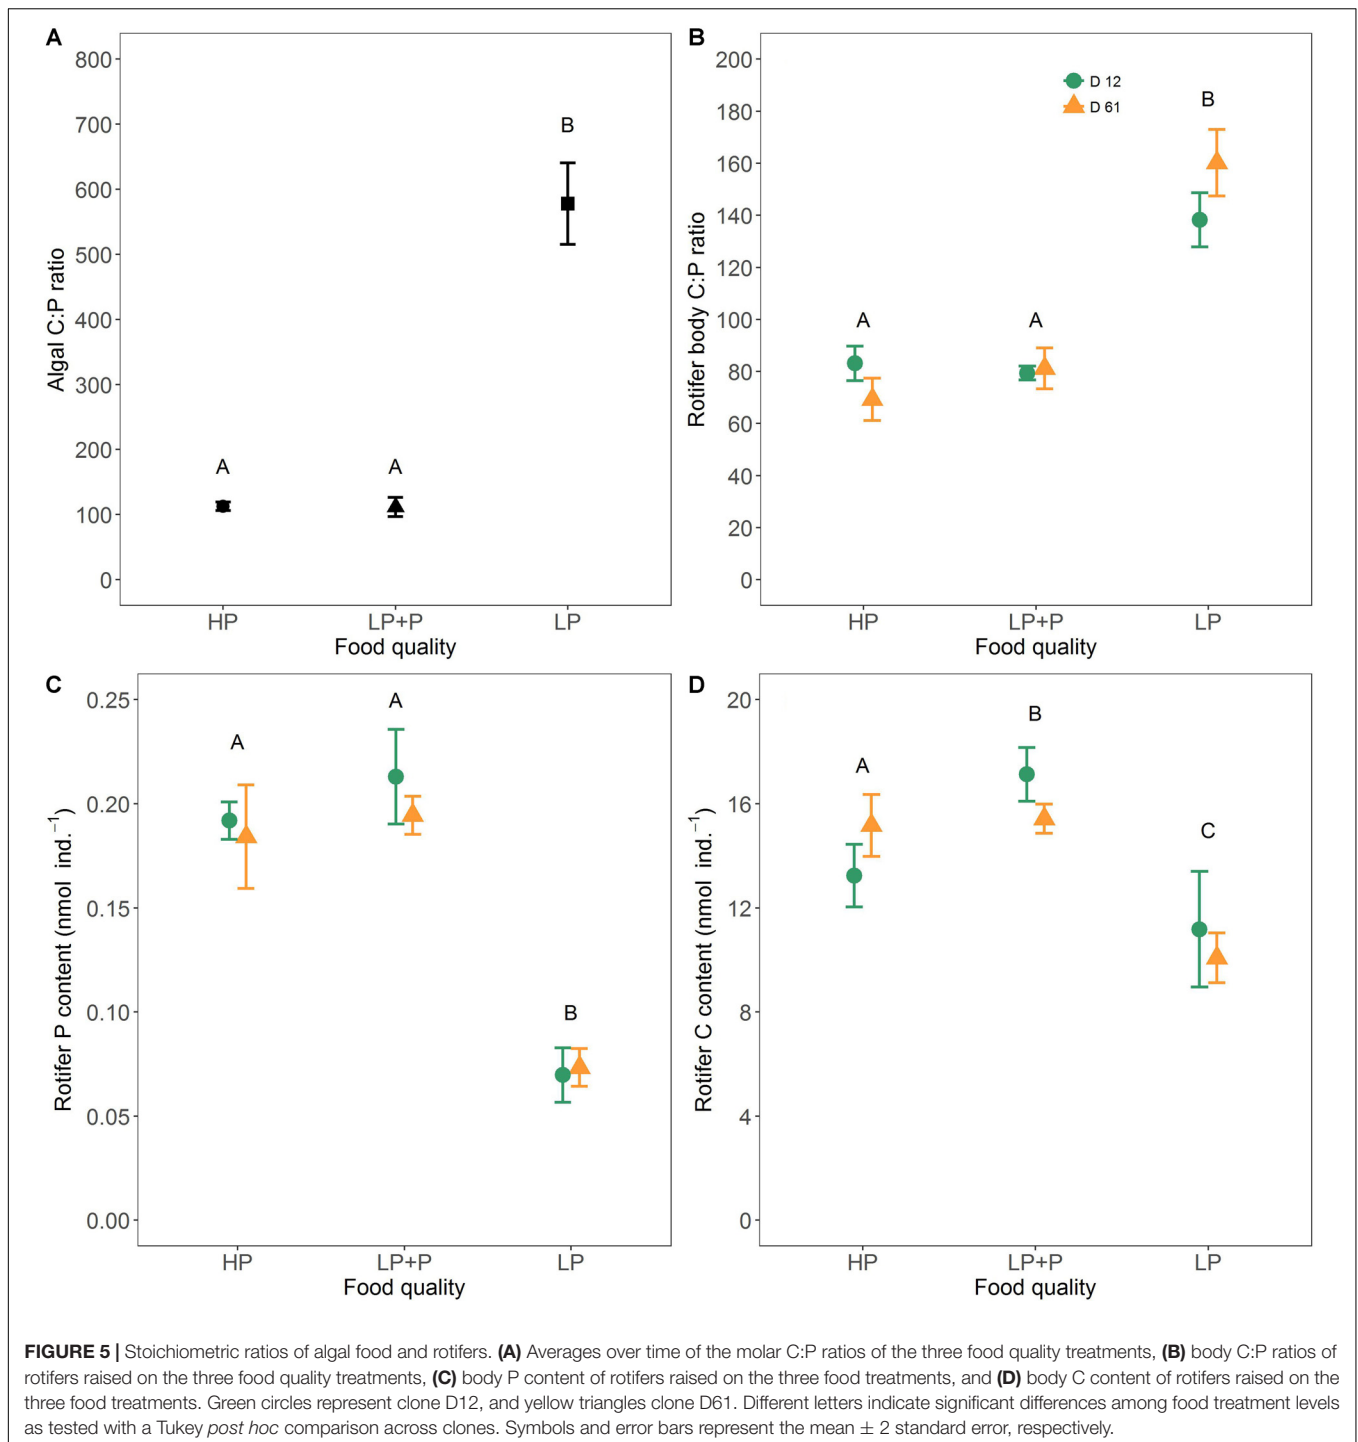 A
800
700
600
500
400
300
200
100
0
Algal C:P ratio
A
A
B
HP
LP+P
LP
Food quality
B
200
180
160
140
120
100
80
60
40
20
0
Rotifer body C:P ratio
D 12
D 61
A
A
B
HP
LP+P
LP
Food quality
C
0.25
0.20
0.15
0.10
0.05
0.00
Rotifer P content (nmol ind.⁻¹)
A
A
B
HP
LP+P
LP
Food quality
D
20
16
12
8
4
0
Rotifer C content (nmol ind.⁻¹)
A
B
C
HP
LP+P
LP
Food quality
FIGURE 5 | Stoichiometric ratios of algal food and rotifers. (A) Averages over time of the molar C:P ratios of the three food quality treatments, (B) body C:P ratios of
rotifers raised on the three food quality treatments, (C) body P content of rotifers raised on the three food treatments, and (D) body C content of rotifers raised on the
three food treatments. Green circles represent clone D12, and yellow triangles clone D61. Different letters indicate significant differences among food treatment levels
as tested with a Tukey post hoc comparison across clones. Symbols and error bars represent the mean ± 2 standard error, respectively.